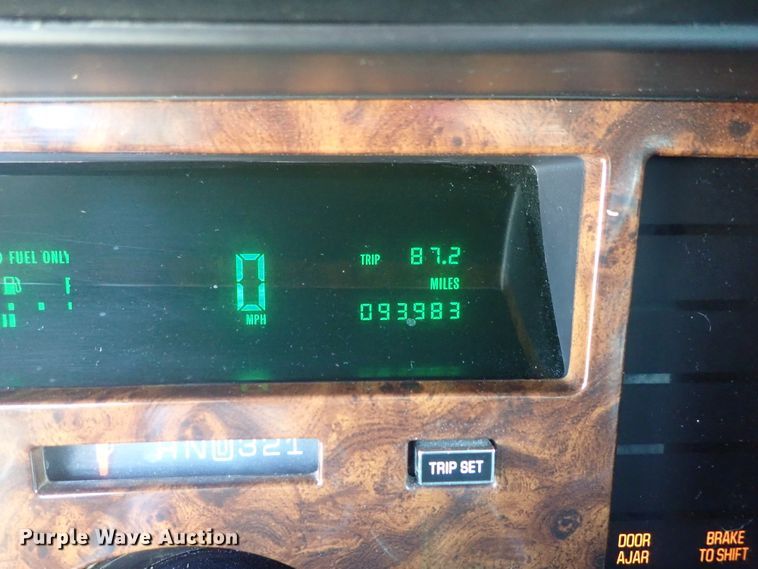 FUEL ONLY
TRIP 87.2
MILES
093983
0
MPH
RND321
TRIP SET
DOOR AJAR
BRAKE TO SHIFT
Purple Wave Auction